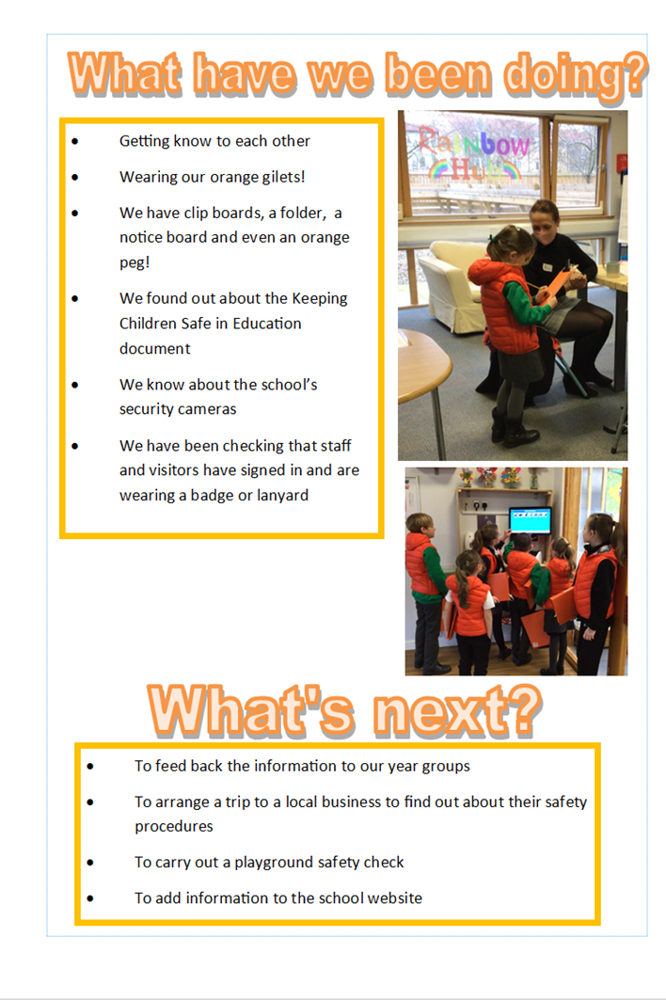 What have we been doing?
• Getting know to each other
• Wearing our orange gilets!
• We have clip boards, a folder, a
notice board and even an orange
peg!
• We found out about the Keeping
Children Safe in Education
document
• We know about the school's
security cameras
• We have been checking that staff
and visitors have signed in and are
wearing a badge or lanyard
Rainbow
Hub
What's next?
• To feed back the information to our year groups
• To arrange a trip to a local business to find out about their safety
procedures
• To carry out a playground safety check
• To add information to the school website